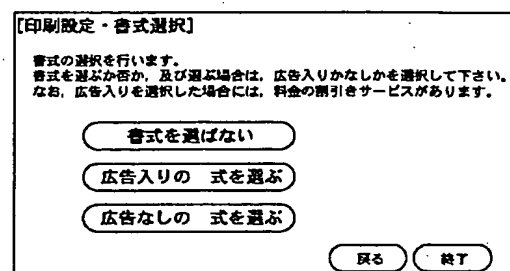 [印刷設定・書式選択]
書式の選択を行います。
書式を選ぶか否か，及び選ぶ場合は，広告入りかなしかを選択して下さい。
なお，広告入りを選択した場合には，料金の割引きサービスがあります。
書式を選ばない
広告入りの 式を選ぶ
広告なしの 式を選ぶ
戻る 終了